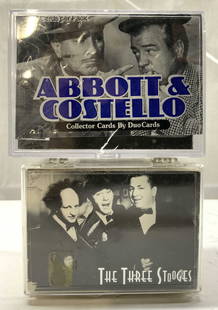 ABBOTT &
COSTELLO
Collector Cards By DuoCards
THE THREE STOOGES